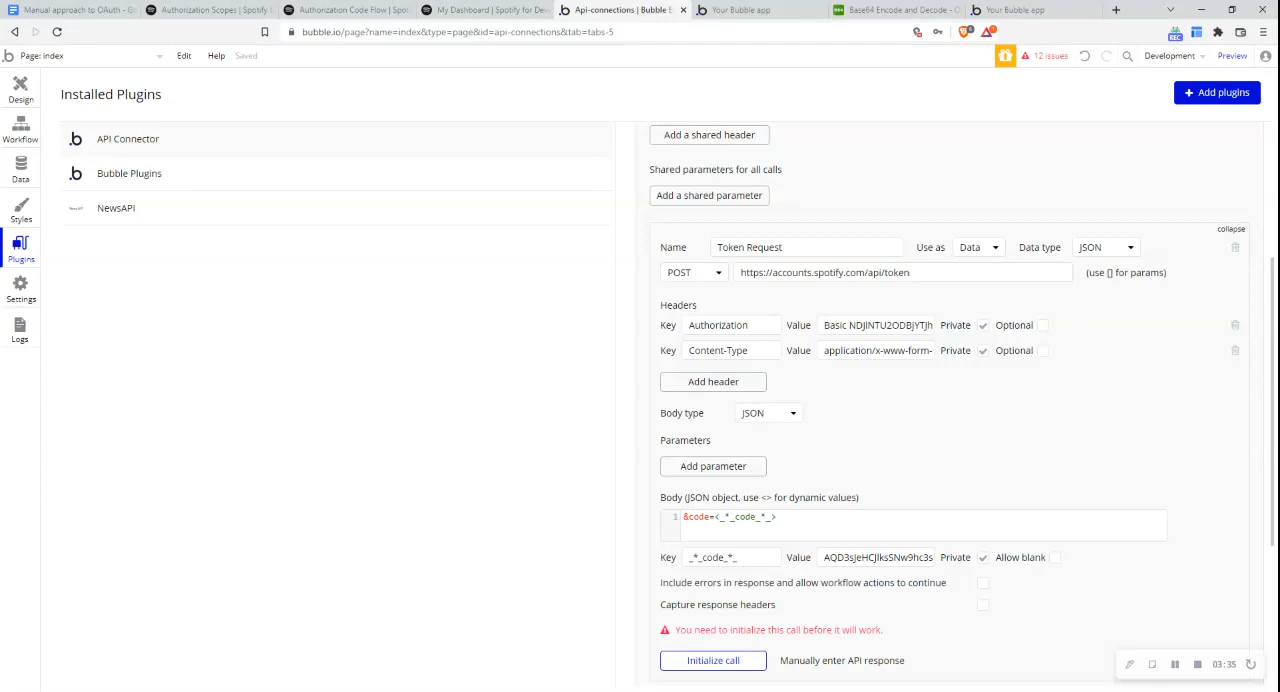 Manual approach to OAuth - G
Authorization Scopes | Spotify
Authorization Code Flow | Spot
My Dashboard | Spotify for Dev
Api-connections | Bubble E
Your Bubble app
Base64 Encode and Decode - O
Your Bubble app
bubble.io/page?name=index&type=page&id=api-connections&tab=tabs-5
REC
Page: index
Edit
Help
Saved
12 issues
Development
Preview
Design
Workflow
Data
Styles
Plugins
Settings
Logs
Installed Plugins
+ Add plugins
API Connector
Bubble Plugins
NewsAPI
Add a shared header
Shared parameters for all calls
Add a shared parameter
collapse
Name Token Request Use as Data Data type JSON
POST https://accounts.spotify.com/api/token (use [] for params)
Headers
Key Authorization Value Basic NDJlNTU2ODBjYTJh Private Optional
Key Content-Type Value application/x-www-form- Private Optional
Add header
Body type JSON
Parameters
Add parameter
Body (JSON object, use <> for dynamic values)
1 &code=<_*_code_*_>
Key _*_code_*_ Value AQD3sJeHCJlksSNw9hc3s Private Allow blank
Include errors in response and allow workflow actions to continue
Capture response headers
You need to initialize this call before it will work.
Initialize call Manually enter API response
03:35